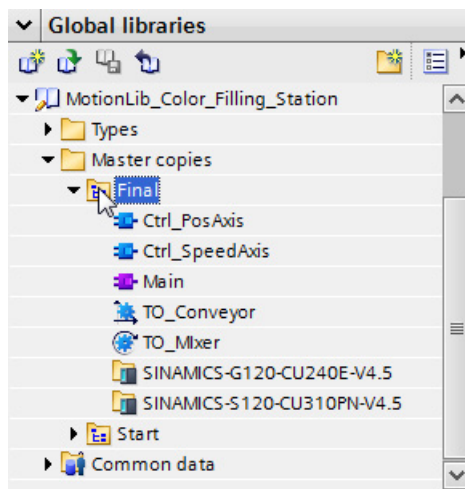 Global libraries
MotionLib_Color_Filling_Station
Types
Master copies
Final
Ctrl_PosAxis
Ctrl_SpeedAxis
Main
TO_Conveyor
TO_MIxer
SINAMICS-G120-CU240E-V4.5
SINAMICS-S120-CU310PN-V4.5
Start
Common data